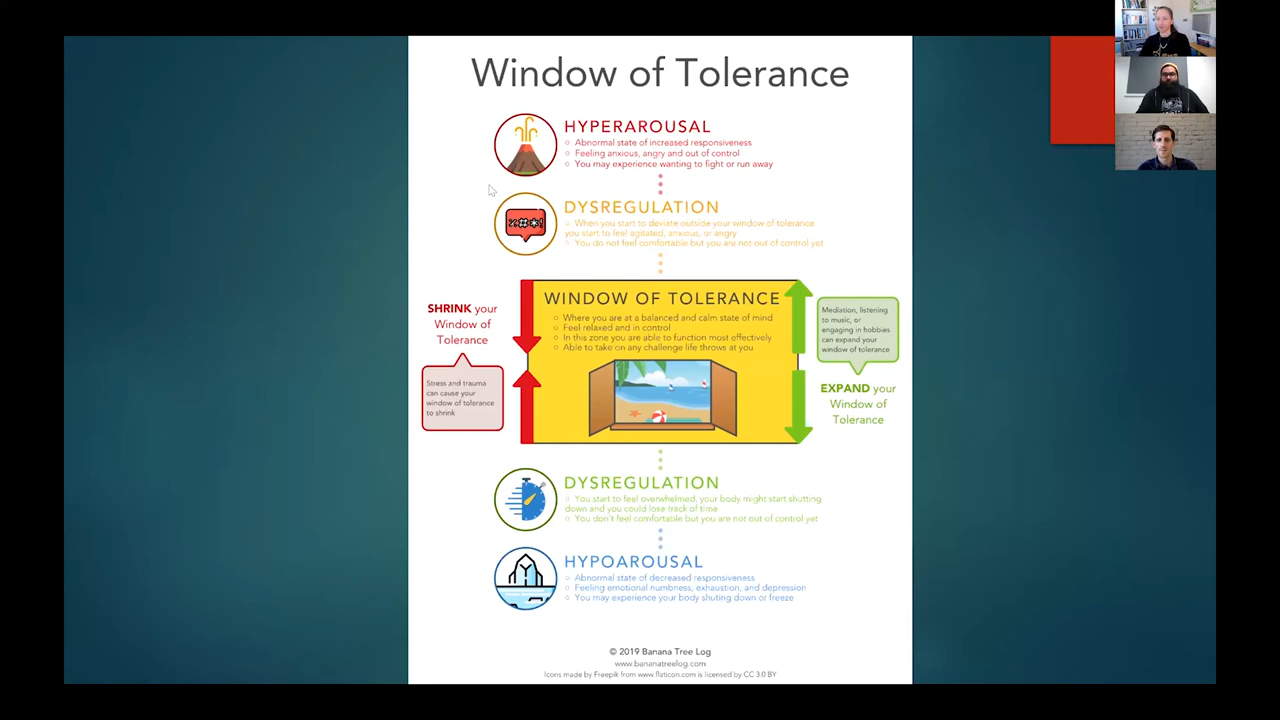 Window of Tolerance
HYPERAROUSAL
○ Abnormal state of increased responsiveness
○ Feeling anxious, angry and out of control
○ You may experience wanting to fight or run away
%#*!
DYSREGULATION
○ When you start to deviate outside your window of tolerance
you start to feel agitated, anxious, or angry
○ You do not feel comfortable but you are not out of control yet
SHRINK your
Window of
Tolerance
Stress and trauma
can cause your
window of tolerance
to shrink
WINDOW OF TOLERANCE
○ Where you are at a balanced and calm state of mind
○ Feel relaxed and in control
○ In this zone you are able to function most effectively
○ Able to take on any challenge life throws at you
Mediation, listening
to music, or
engaging in hobbies
can expand your
window of tolerance
EXPAND your
Window of
Tolerance
DYSREGULATION
○ You start to feel overwhelmed, your body might start shutting
down and you could lose track of time
○ You don't feel comfortable but you are not out of control yet
HYPOAROUSAL
○ Abnormal state of decreased responsiveness
○ Feeling emotional numbness, exhaustion, and depression
○ You may experience your body shuting down or freeze
© 2019 Banana Tree Log
www.bananatreelog.com
Icons made by Freepik from www.flaticon.com is licensed by CC 3.0 BY